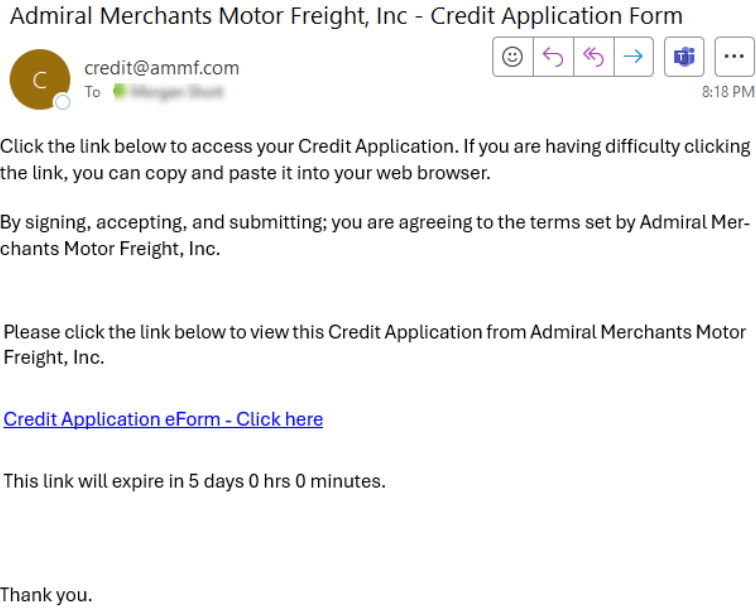 Admiral Merchants Motor Freight, Inc - Credit Application Form
C
credit@ammf.com
To
8:18 PM
Click the link below to access your Credit Application. If you are having difficulty clicking
the link, you can copy and paste it into your web browser.
By signing, accepting, and submitting; you are agreeing to the terms set by Admiral Mer-
chants Motor Freight, Inc.
Please click the link below to view this Credit Application from Admiral Merchants Motor
Freight, Inc.
Credit Application eForm - Click here
This link will expire in 5 days 0 hrs 0 minutes.
Thank you.